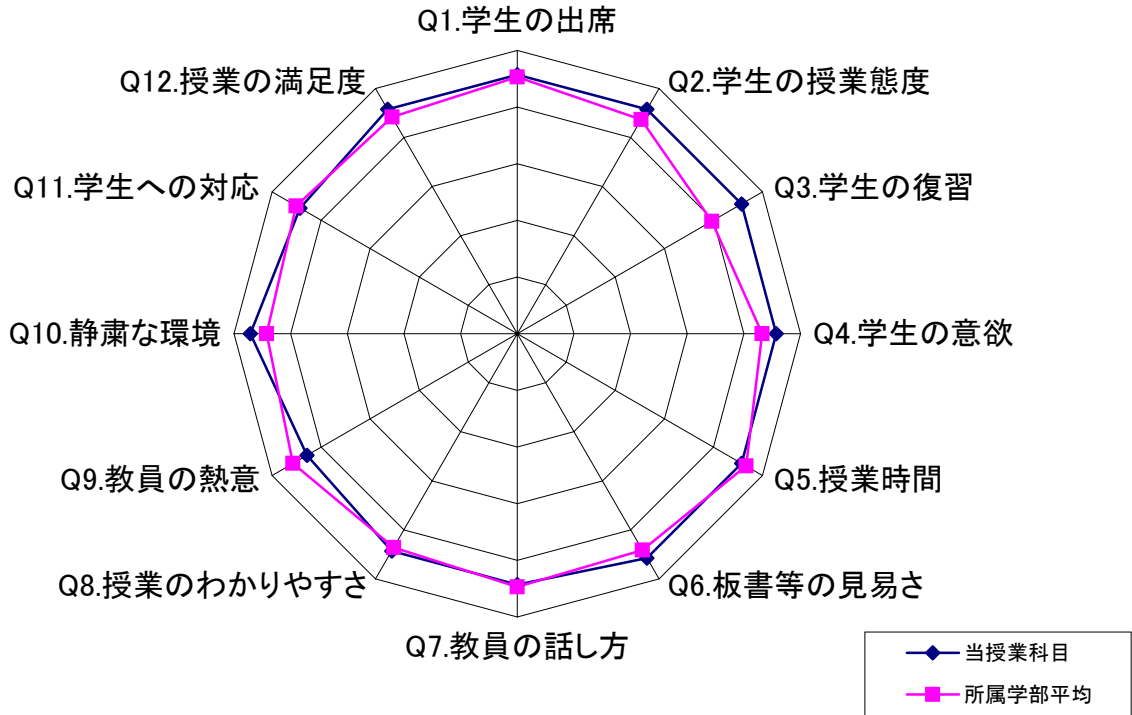 Q1.学生の出席
Q2.学生の授業態度
Q3.学生の復習
Q4.学生の意欲
Q5.授業時間
Q6.板書等の見易さ
Q7.教員の話し方
Q8.授業のわかりやすさ
Q9.教員の熱意
Q10.静粛な環境
Q11.学生への対応
Q12.授業の満足度
当授業科目
所属学部平均